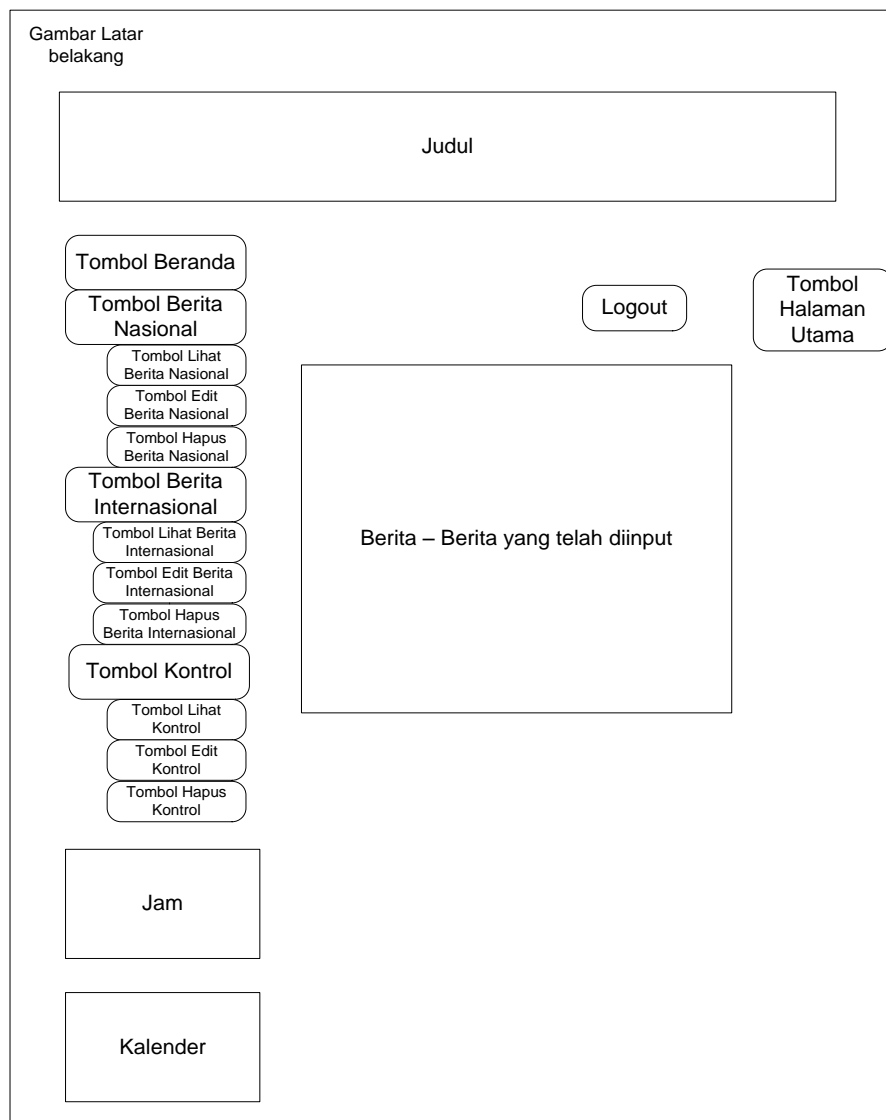 Gambar Latar
belakang
Judul
Tombol Beranda
Tombol Berita
Nasional
Tombol Lihat
Berita Nasional
Tombol Edit
Berita Nasional
Tombol Hapus
Berita Nasional
Tombol Berita
Internasional
Tombol Lihat Berita
Internasional
Tombol Edit Berita
Internasional
Tombol Hapus
Berita Internasional
Tombol Kontrol
Tombol Lihat
Kontrol
Tombol Edit
Kontrol
Tombol Hapus
Kontrol
Jam
Kalender
Logout
Tombol
Halaman
Utama
Berita – Berita yang telah diinput